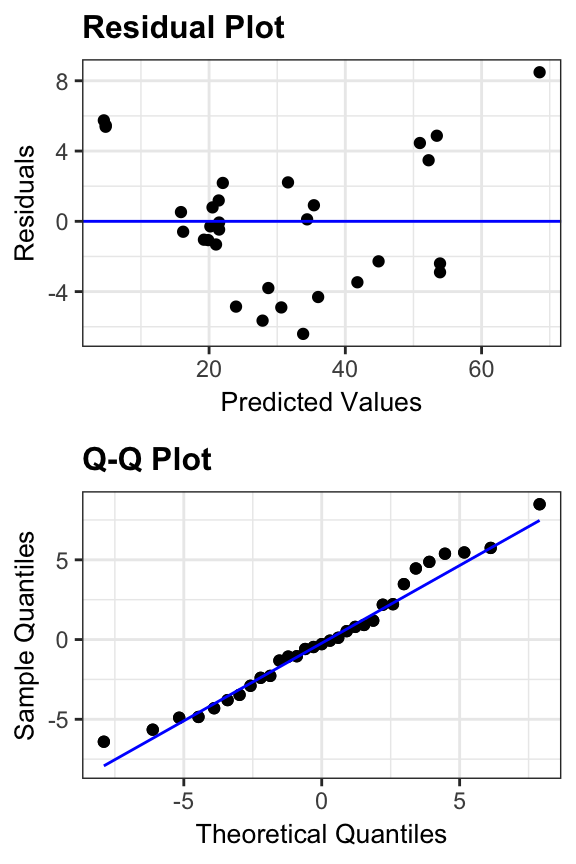 Residual Plot
8
4
0
-4
Residuals
20 40 60
Predicted Values
Q-Q Plot
5
0
-5
Sample Quantiles
-5 0 5
Theoretical Quantiles